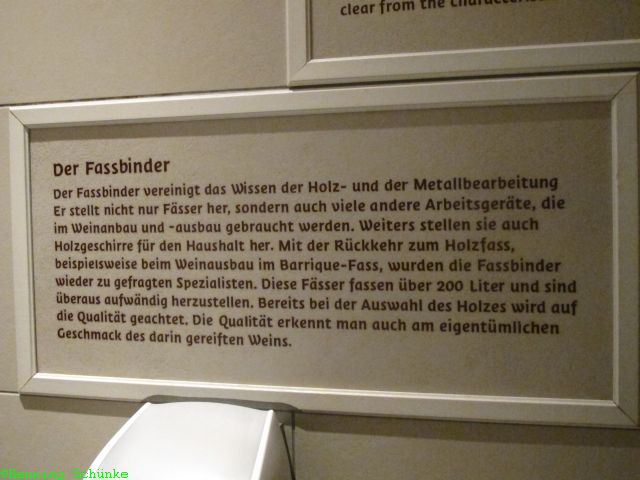 clear from the
Der Fassbinder
Der Fassbinder vereinigt das Wissen der Holz- und der Metallbearbeitung
Er stellt nicht nur Fässer her, sondern auch viele andere Arbeitsgeräte, die
im Weinanbau und -ausbau gebraucht werden. Weiters stellen sie auch
Holzgeschirre für den Haushalt her. Mit der Rückkehr zum Holzfass,
beispielsweise beim Weinausbau im Barrique-Fass, wurden die Fassbinder
wieder zu gefragten Spezialisten. Diese Fässer fassen über 200 Liter und sind
überaus aufwändig herzustellen. Bereits bei der Auswahl des Holzes wird auf
die Qualität geachtet. Die Qualität erkennt man auch am eigentümlichen
Geschmack des darin gereiften Weins.
Schünke